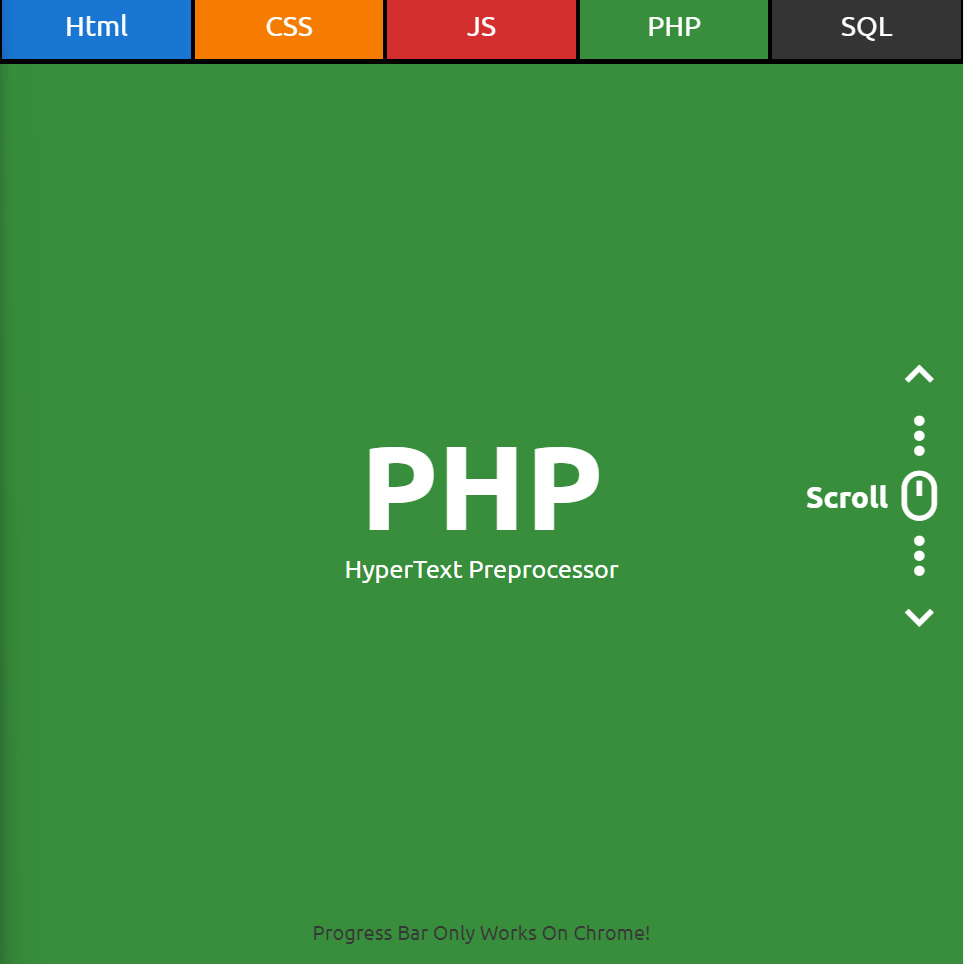 Html CSS JS PHP SQL
PHP
HyperText Preprocessor
Scroll
Progress Bar Only Works On Chrome!